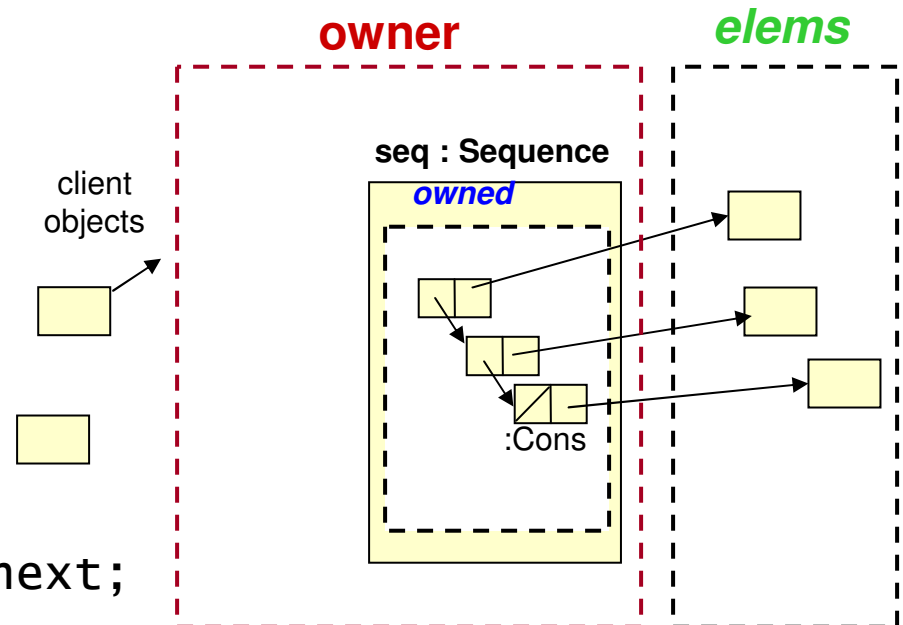 owner
elems
seq : Sequence
owned
client
objects
:Cons
next;